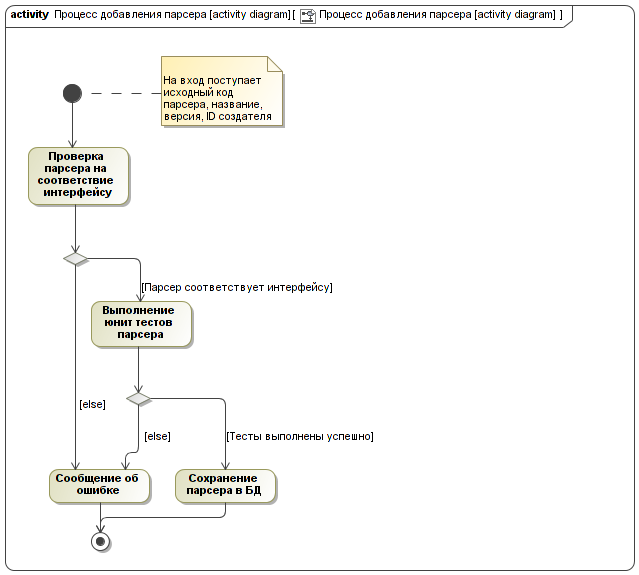 activity Процесс добавления парсера [activity diagram][ Процесс добавления парсера [activity diagram] ]
На вход поступает
исходный код
парсера, название,
версия, ID создателя
Проверка
парсера на
соответствие
интерфейсу
[Парсер соответствует интерфейсу]
Выполнение
юнит тестов
парсера
[else]
[else]
[Тесты выполнены успешно]
Сообщение об
ошибке
Сохранение
парсера в БД